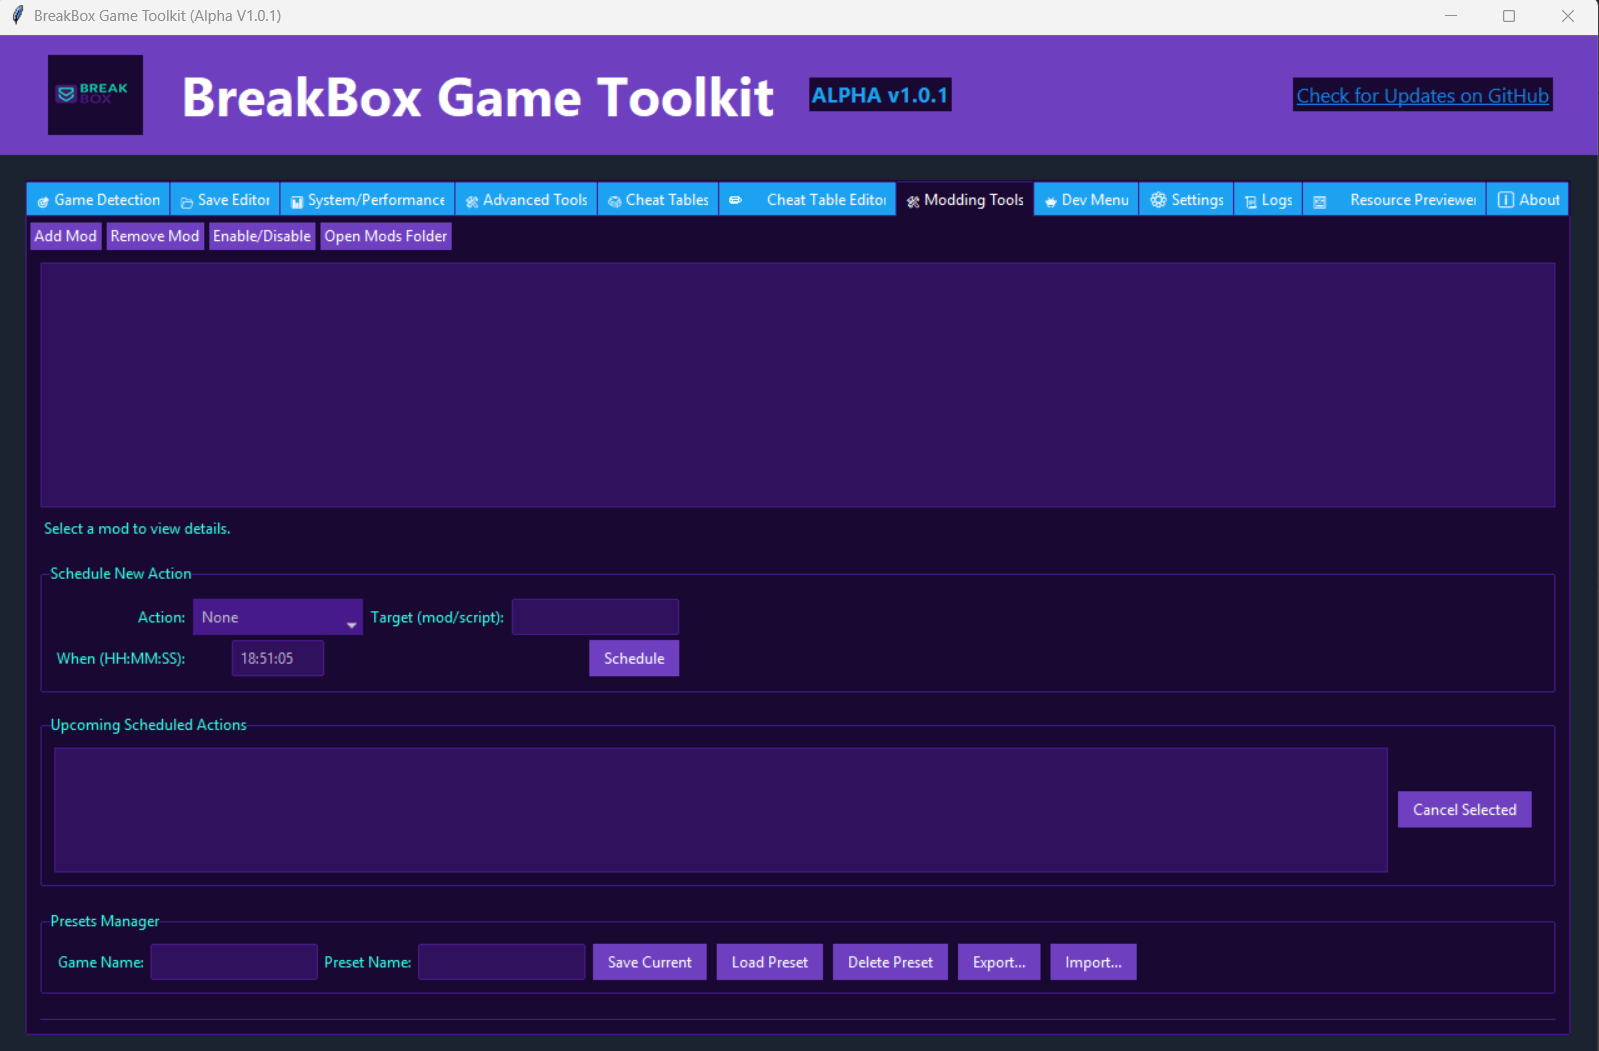 BreakBox Game Toolkit (Alpha V1.0.1)
BREAK
BOX
BreakBox Game Toolkit
ALPHA v1.0.1
Check for Updates on GitHub
Game Detection Save Editor System/Performance Advanced Tools Cheat Tables Cheat Table Editor Modding Tools Dev Menu Settings Logs Resource Previewer About
Add Mod Remove Mod Enable/Disable Open Mods Folder
Select a mod to view details.
Schedule New Action
Action: None Target (mod/script):
When (HH:MM:SS): 18:51:05 Schedule
Upcoming Scheduled Actions
Cancel Selected
Presets Manager
Game Name: Preset Name: Save Current Load Preset Delete Preset Export... Import...